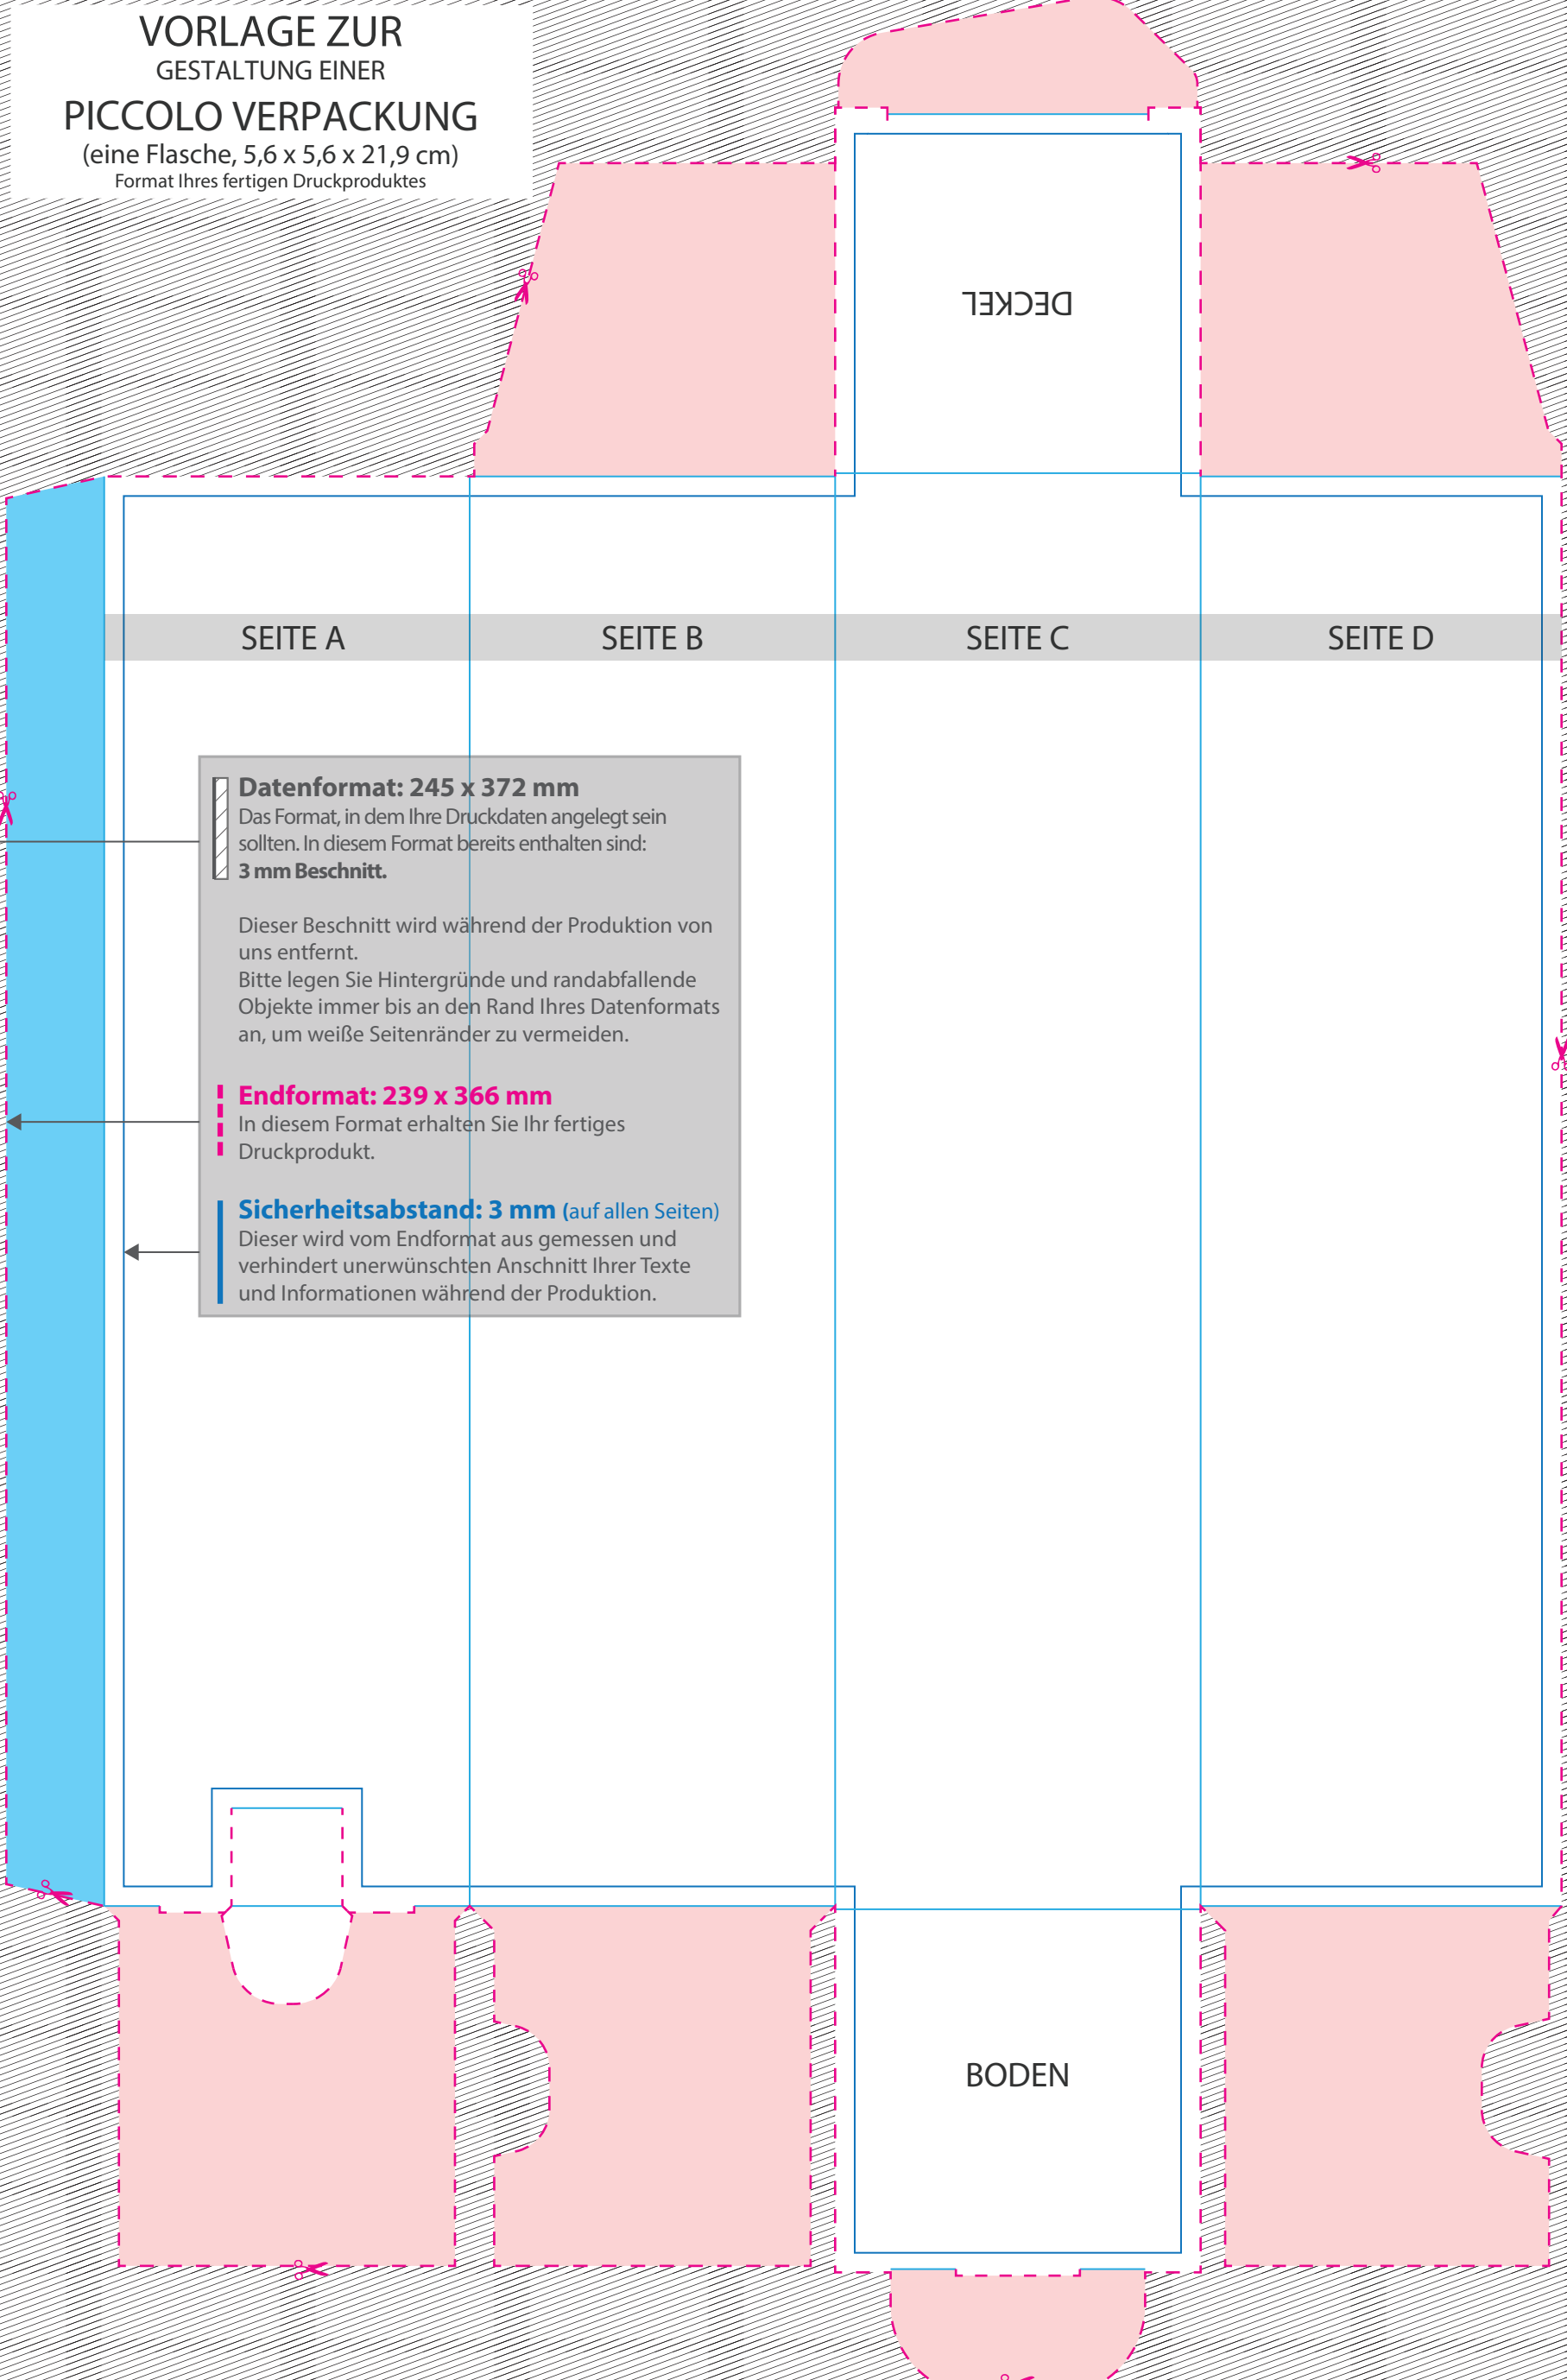 VORLAGE ZUR
GESTALTUNG EINER
PICCOLO VERPACKUNG
(eine Flasche, 5,6 x 5,6 x 21,9 cm)
Format Ihres fertigen Druckproduktes
DECKEL
SEITE A
SEITE B
SEITE C
SEITE D
Datenformat: 245 x 372 mm
Das Format, in dem Ihre Druckdaten angelegt sein
sollten. In diesem Format bereits enthalten sind:
3 mm Beschnitt.
Dieser Beschnitt wird während der Produktion von
uns entfernt.
Bitte legen Sie Hintergründe und randabfallende
Objekte immer bis an den Rand Ihres Datenformats
an, um weiße Seitenränder zu vermeiden.
Endformat: 239 x 366 mm
In diesem Format erhalten Sie Ihr fertiges
Druckprodukt.
Sicherheitsabstand: 3 mm (auf allen Seiten)
Dieser wird vom Endformat aus gemessen und
verhindert unerwünschten Anschnitt Ihrer Texte
und Informationen während der Produktion.
BODEN